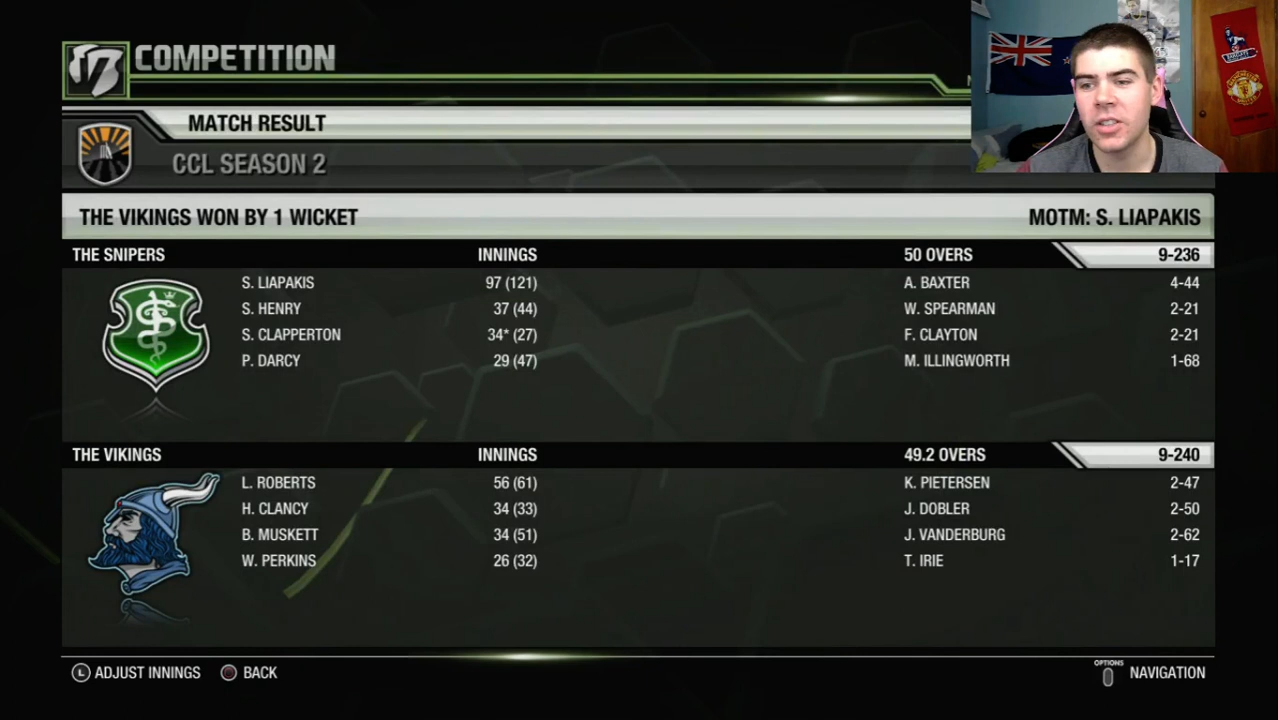 COMPETITION
MATCH RESULT
CCL SEASON 2
THE VIKINGS WON BY 1 WICKET MOTM: S. LIAPAKIS
THE SNIPERS INNINGS 50 OVERS 9-236
S. LIAPAKIS 97 (121) A. BAXTER 4-44
S. HENRY 37 (44) W. SPEARMAN 2-21
S. CLAPPERTON 34* (27) F. CLAYTON 2-21
P. DARCY 29 (47) M. ILLINGWORTH 1-68
THE VIKINGS INNINGS 49.2 OVERS 9-240
L. ROBERTS 56 (61) K. PIETERSEN 2-47
H. CLANCY 34 (33) J. DOBLER 2-50
B. MUSKETT 34 (51) J. VANDERBURG 2-62
W. PERKINS 26 (32) T. IRIE 1-17
L ADJUST INNINGS BACK OPTIONS NAVIGATION